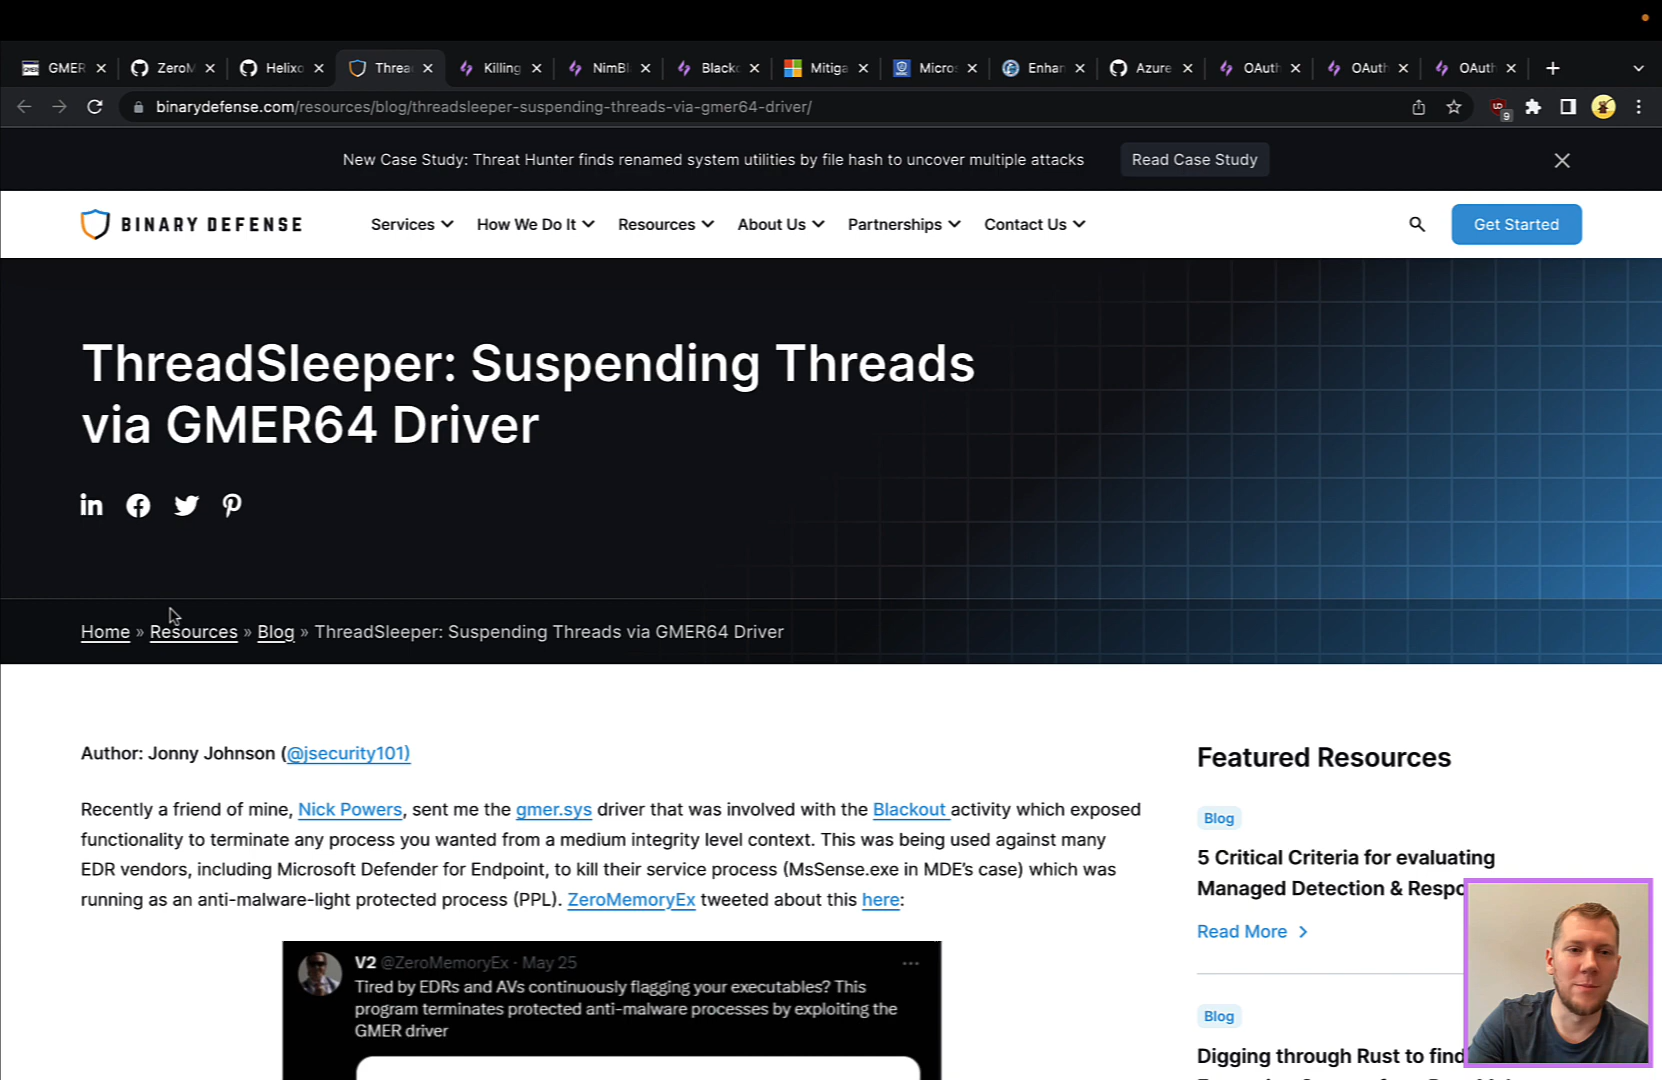 GMER
ZeroM
Helixo
Threa
Killing
NimBl
Blacko
Mitiga
Micros
Enhan
Azure
OAuth
OAuth
OAuth
binarydefense.com/resources/blog/threadsleeper-suspending-threads-via-gmer64-driver/
9
New Case Study: Threat Hunter finds renamed system utilities by file hash to uncover multiple attacks
Read Case Study
BINARY DEFENSE
Services
How We Do It
Resources
About Us
Partnerships
Contact Us
Get Started
ThreadSleeper: Suspending Threads
via GMER64 Driver
Home » Resources » Blog » ThreadSleeper: Suspending Threads via GMER64 Driver
Author: Jonny Johnson (@jsecurity101)
Recently a friend of mine, Nick Powers, sent me the gmer.sys driver that was involved with the Blackout activity which exposed
functionality to terminate any process you wanted from a medium integrity level context. This was being used against many
EDR vendors, including Microsoft Defender for Endpoint, to kill their service process (MsSense.exe in MDE's case) which was
running as an anti-malware-light protected process (PPL). ZeroMemoryEx tweeted about this here:
V2 @ZeroMemoryEx · May 25
Tired by EDRs and AVs continuously flagging your executables? This
program terminates protected anti-malware processes by exploiting the
GMER driver
Featured Resources
Blog
5 Critical Criteria for evaluating
Managed Detection & Respo
Read More
Blog
Digging through Rust to find